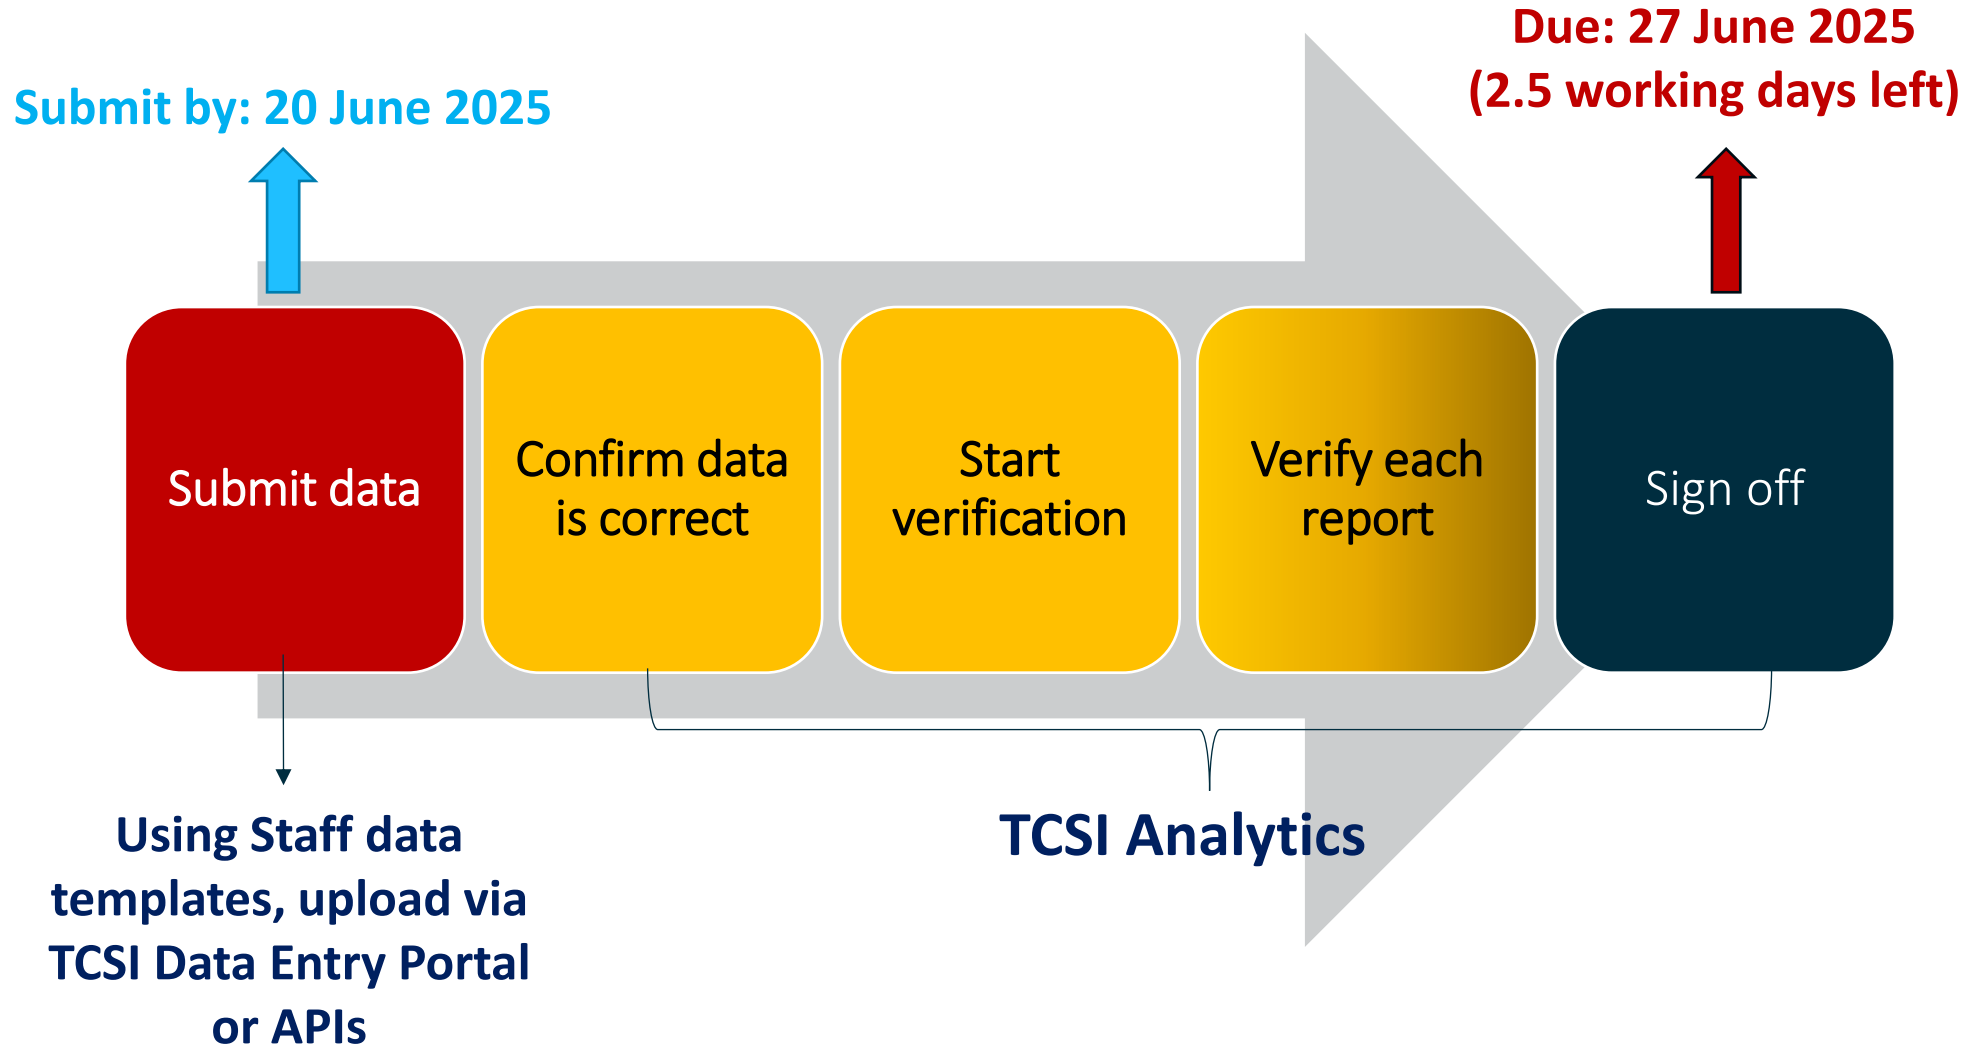 Due: 27 June 2025
(2.5 working days left)
Submit by: 20 June 2025
Submit data
Confirm data
is correct
Start
verification
Verify each
report
Sign off
Using Staff data
templates, upload via
TCSI Data Entry Portal
or APIs
TCSI Analytics